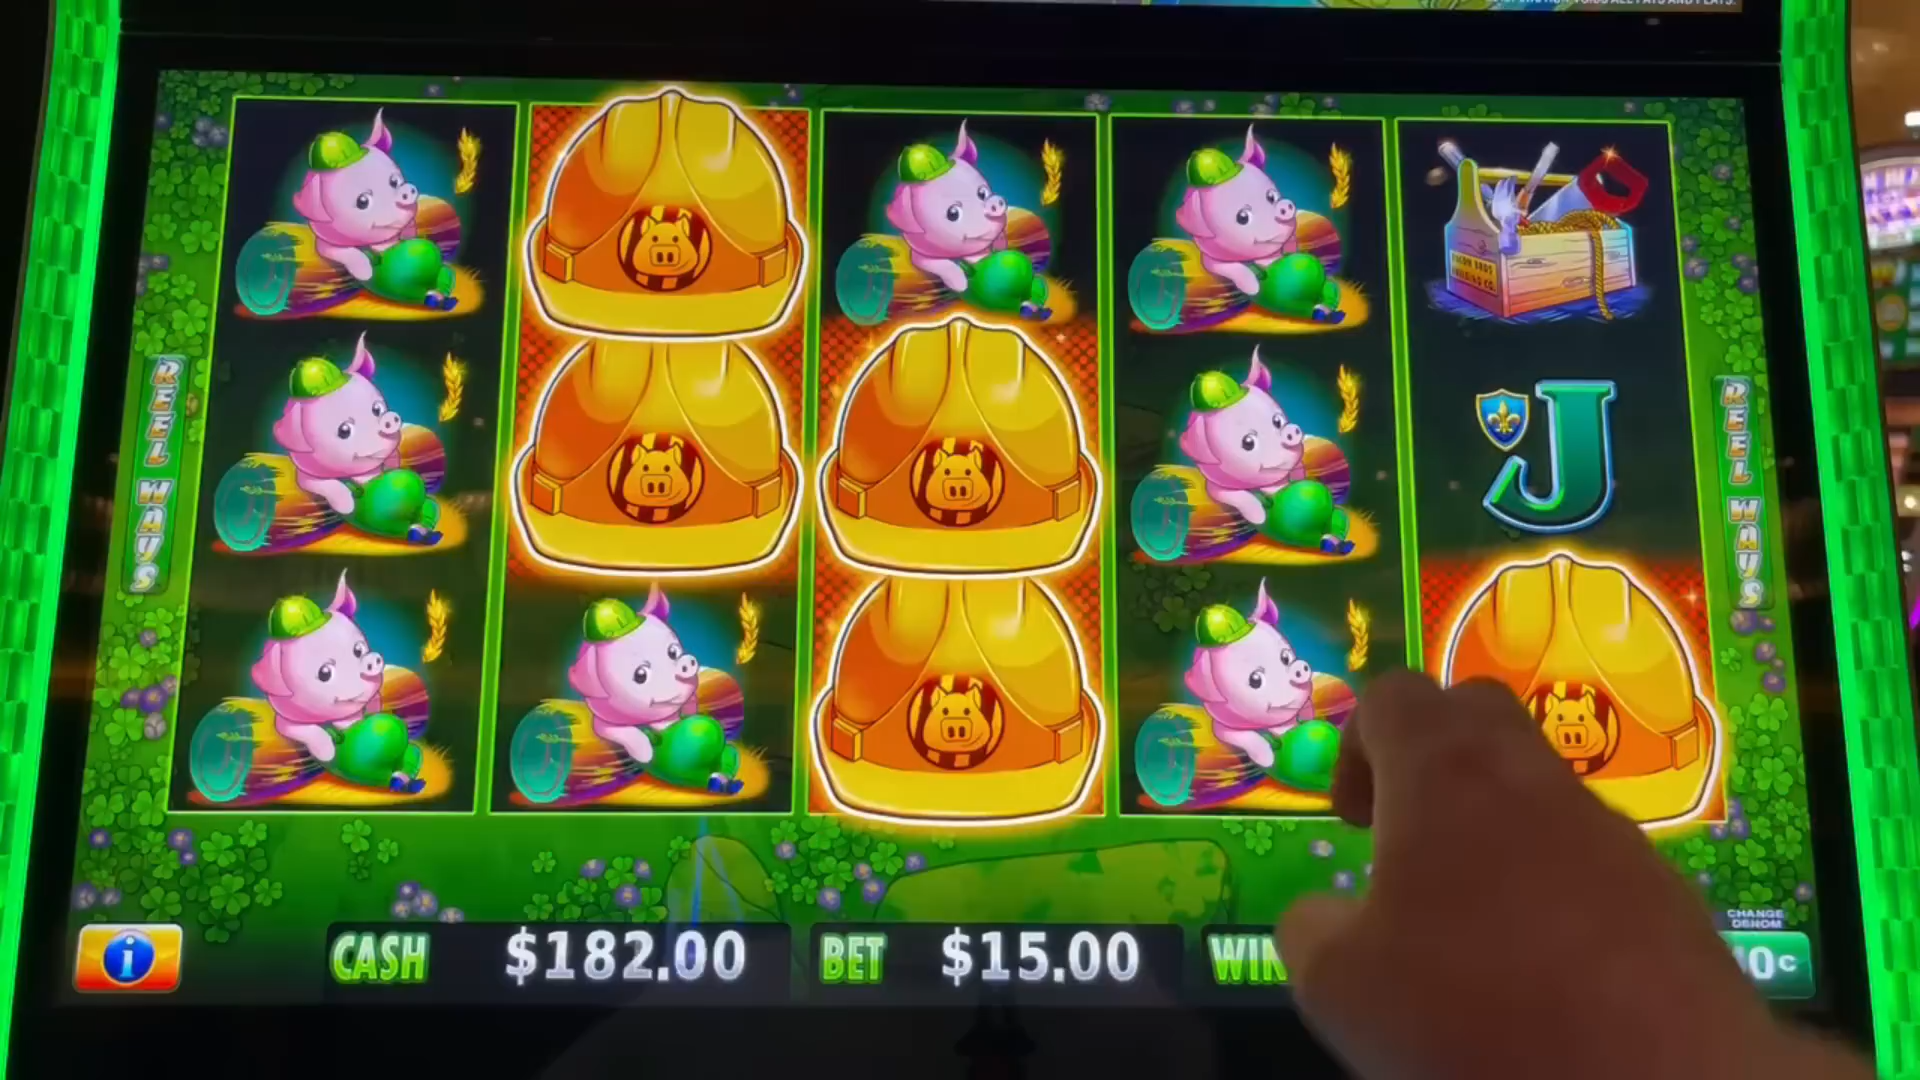 REEL WAYS
REEL WAYS
J
CHANGE
DENOM
CASH $182.00 BET $15.00 WIN